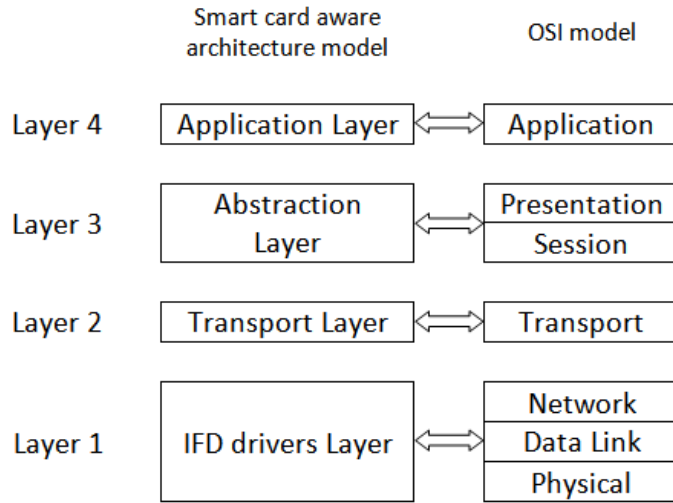 Smart card aware
architecture model
OSI model
Layer 4
Application Layer
Application
Layer 3
Abstraction
Layer
Presentation
Session
Layer 2
Transport Layer
Transport
Layer 1
IFD drivers Layer
Network
Data Link
Physical